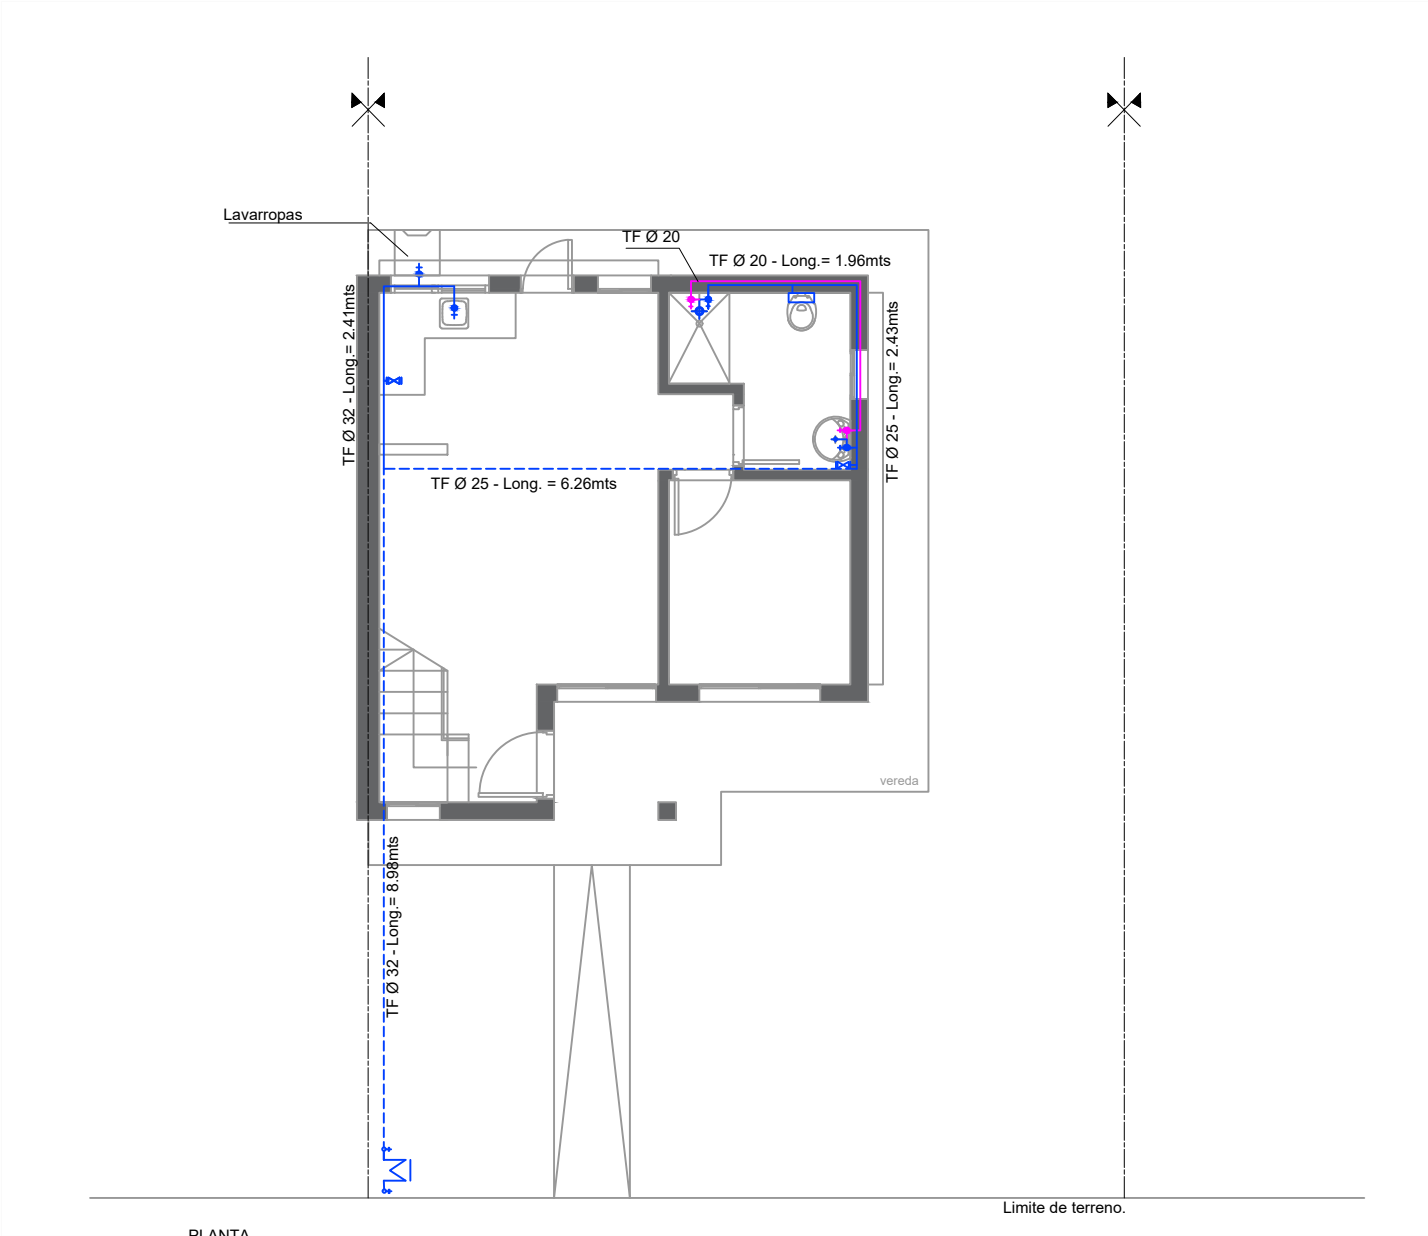 Lavarropas
TF Ø 20
TF Ø 20 - Long.= 1.96mts
TF Ø 32 - Long.= 2.41mts
TF Ø 25 - Long.= 2.43mts
TF Ø 25 - Long. = 6.26mts
vereda
TF Ø 32 - Long.= 8.98mts
M
Limite de terreno.
PLANTA